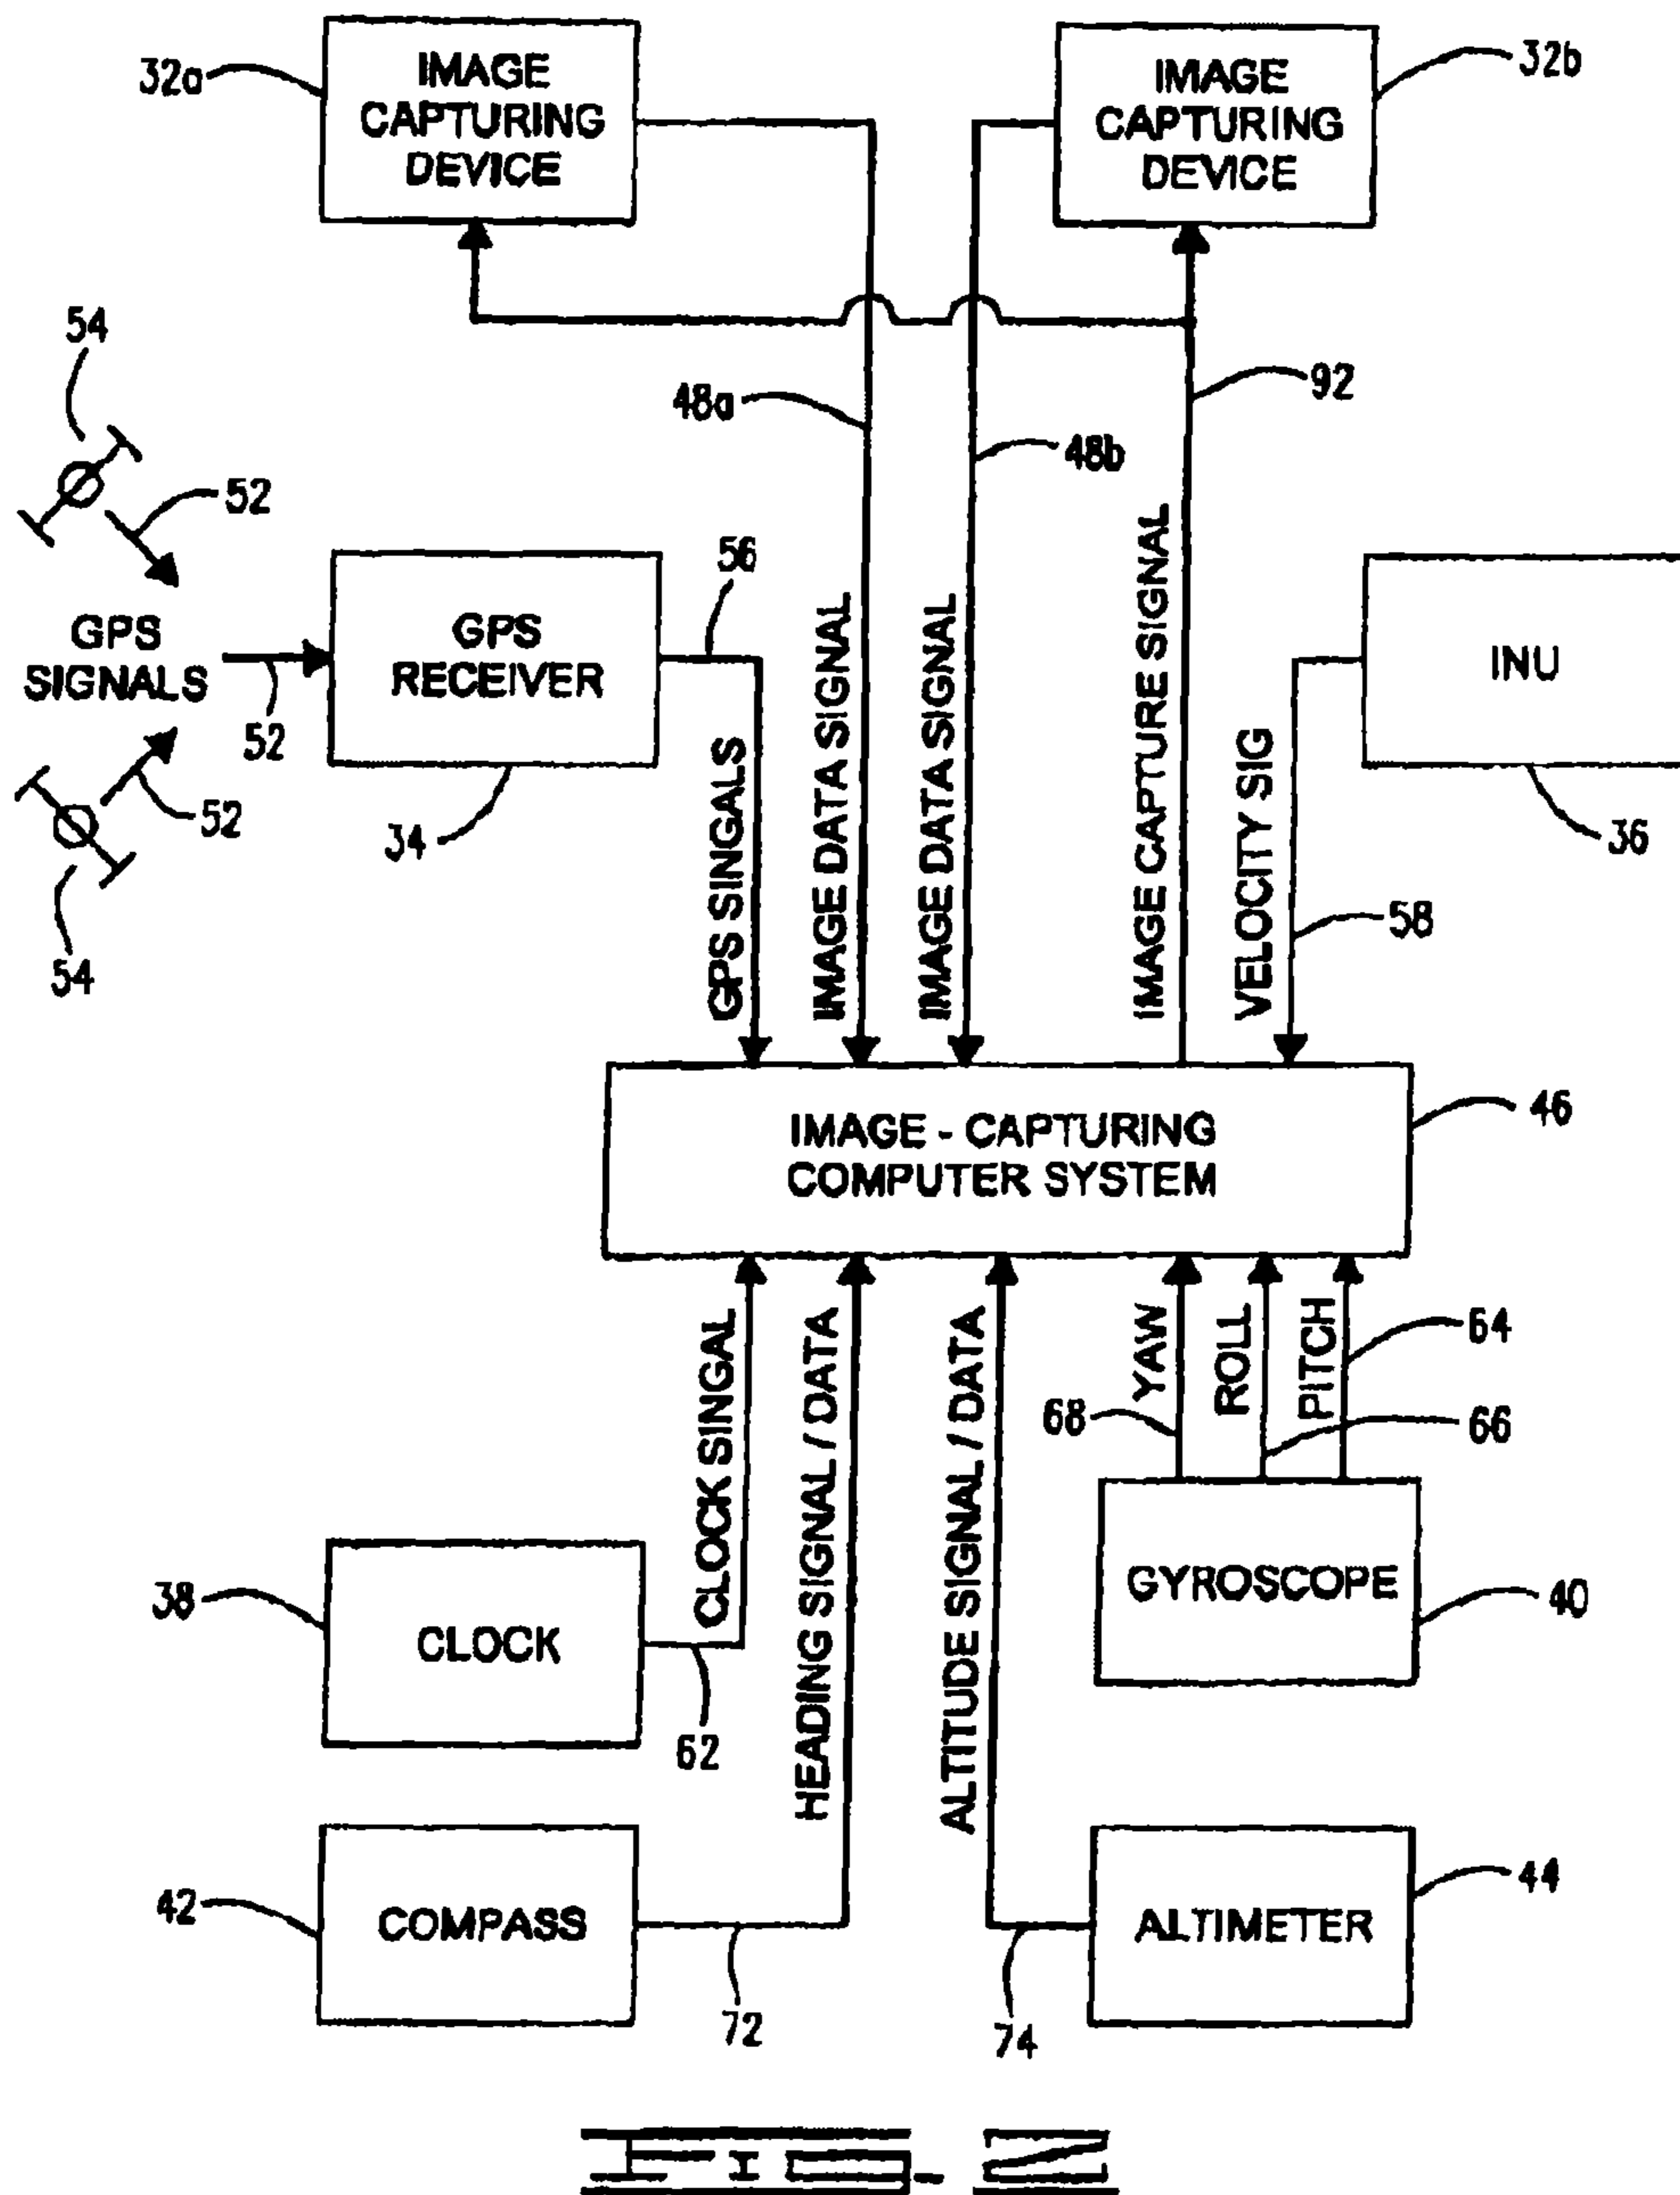 32a
IMAGE
CAPTURING
DEVICE
IMAGE
CAPTURING
DEVICE
32b
54
52
48a
48b
92
GPS
SIGNALS
52
52
54
GPS
RECEIVER
34
56
INU
36
GPS SINGALS
IMAGE DATA SIGNAL
IMAGE DATA SIGNAL
IMAGE CAPTURE SIGNAL
VELOCITY SIG
58
IMAGE - CAPTURING
COMPUTER SYSTEM
46
CLOCK SINGAL
HEADING SIGNAL / DATA
ALTITUDE SIGNAL / DATA
YAW
ROLL
PITCH
64
68
66
38
CLOCK
62
GYROSCOPE
40
42
COMPASS
72
ALTIMETER
44
74
FIG. 2